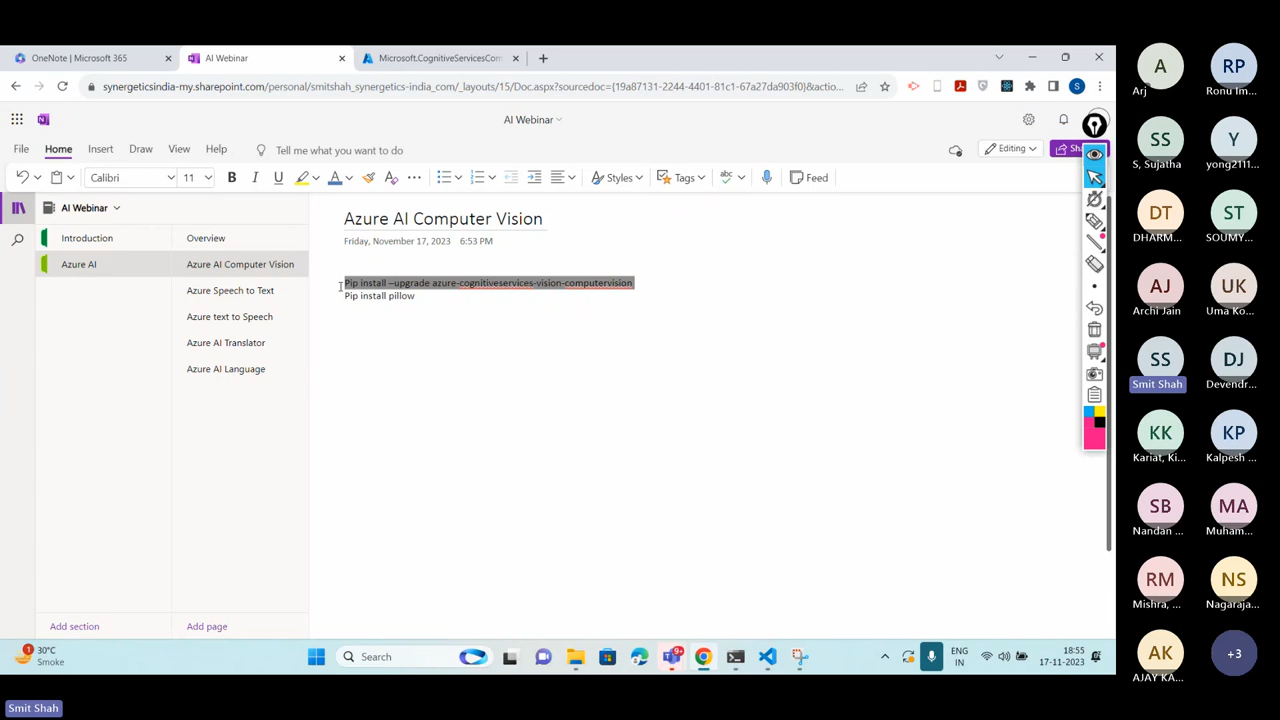 OneNote | Microsoft 365
AI Webinar
Microsoft.CognitiveServicesCom
synergeticsindia-my.sharepoint.com/personal/smitshah_synergetics-india_com/_layouts/15/Doc.aspx?sourcedoc={19a87131-2244-4401-81c1-67a27da903f0}&actio...
S
AI Webinar
File
Home
Insert
Draw
View
Help
Tell me what you want to do
Editing
Sha
Calibri
11
B
I
U
A
Styles
Tags
abc
Feed
AI Webinar
Introduction
Azure AI
Add section
Overview
Azure AI Computer Vision
Azure Speech to Text
Azure text to Speech
Azure AI Translator
Azure AI Language
Add page
Azure AI Computer Vision
Friday, November 17, 2023 6:53 PM
Pip install –upgrade azure-cognitiveservices-vision-computervision
Pip install pillow
1
30°C
Smoke
Search
9+
ENG
IN
18:55
17-11-2023
A
Arj
RP
Ronu Im...
SS
S, Sujatha
Y
yong2111...
DT
DHARM...
ST
SOUMY...
AJ
Archi Jain
UK
Uma Ko...
SS
Smit Shah
DJ
Devendr...
KK
Kariat, Ki...
KP
Kalpesh ...
SB
Nandan ...
MA
Muham...
RM
Mishra, ...
NS
Nagaraja...
AK
AJAY KA...
+3
Smit Shah